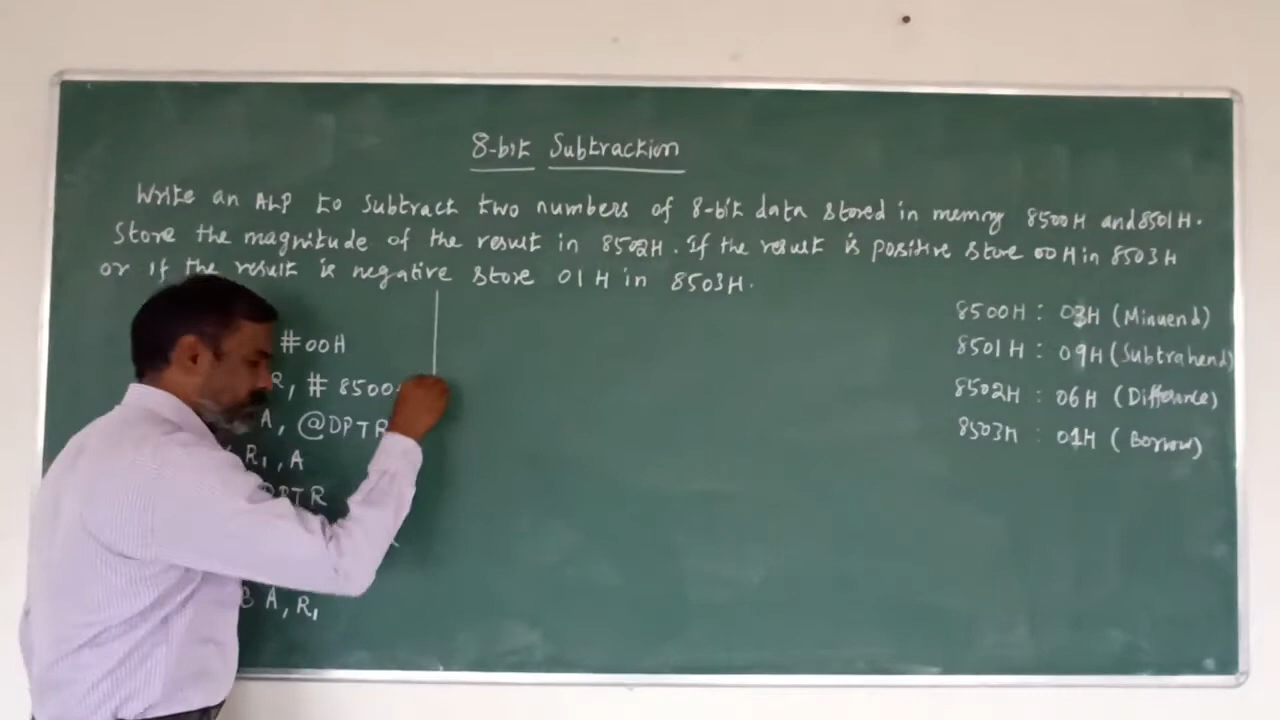 8-bit Subtraction
Write an ALP to subtract two numbers of 8-bit data stored in memory 8500H and 8501H.
Store the magnitude of the result in 8502H. If the result is positive store 00H in 8503H
or if the result is negative store 01H in 8503H.
8500H : 03H (Minuend)
8501H : 09H (Subtrahend)
8502H : 06H (Difference)
8503H : 01H (Borrow)
#00H
R, # 8500
A, @DPTR
R1, A
DPTR
A, R1